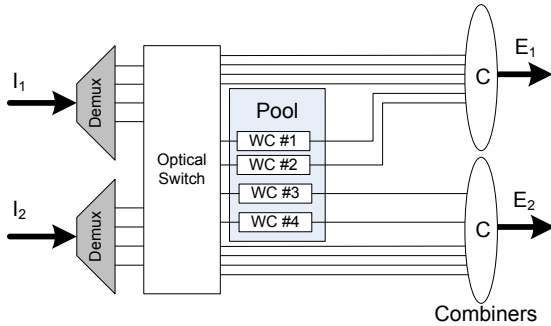 I1
Demux
Optical
Switch
Pool
WC #1
WC #2
WC #3
WC #4
C
E1
I2
Demux
C
E2
Combiners